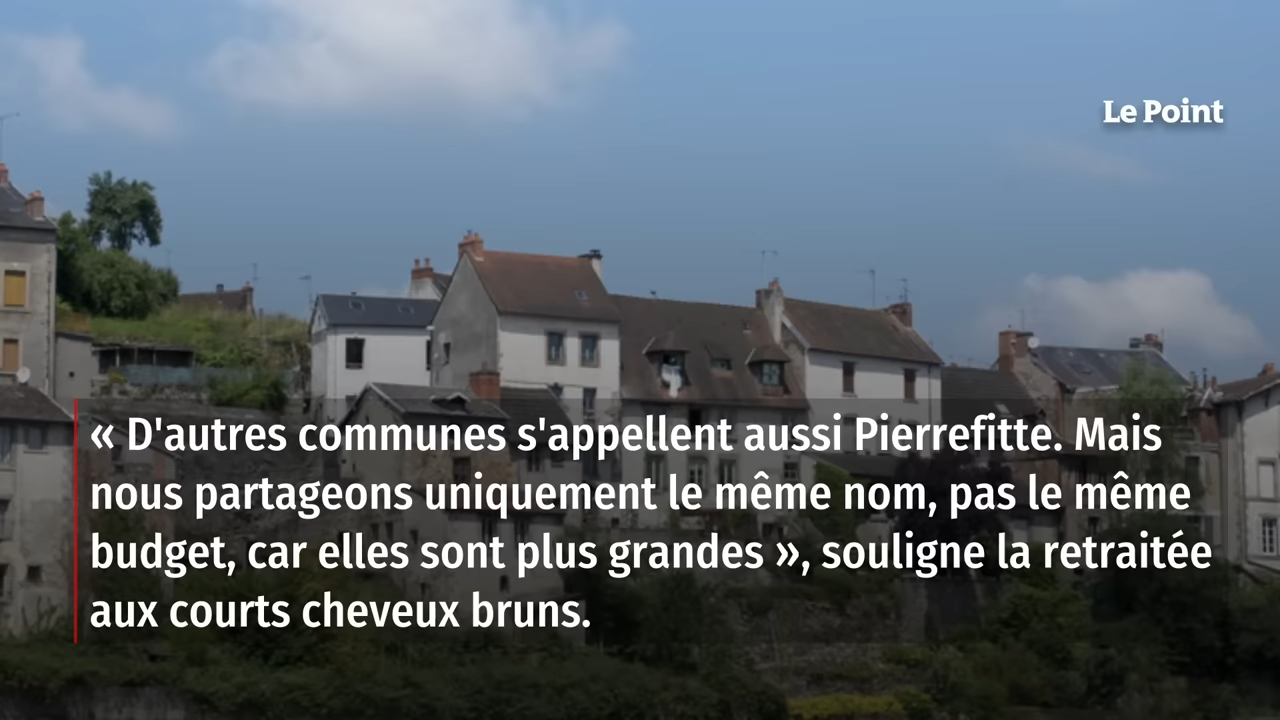 Le Point
« D'autres communes s'appellent aussi Pierrefitte. Mais
nous partageons uniquement le même nom, pas le même
budget, car elles sont plus grandes », souligne la retraitée
aux courts cheveux bruns.